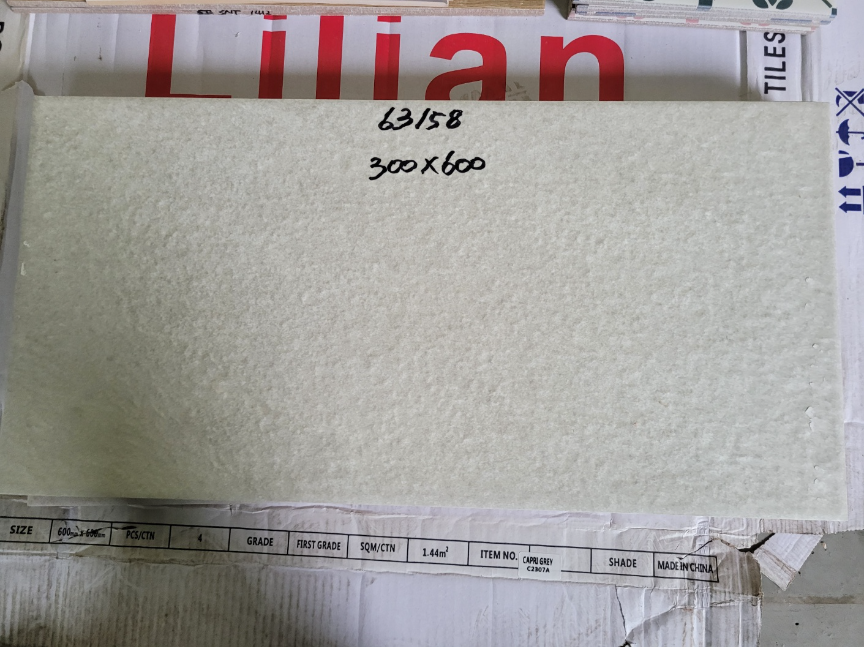 Lilian
TILES
63158
300X600
SIZE 600mm x 600mm PCS/CTN 4 GRADE FIRST GRADE SQM/CTN 1.44m² ITEM NO. CAPRI GREY SHADE MADE IN CHINA
C2307A